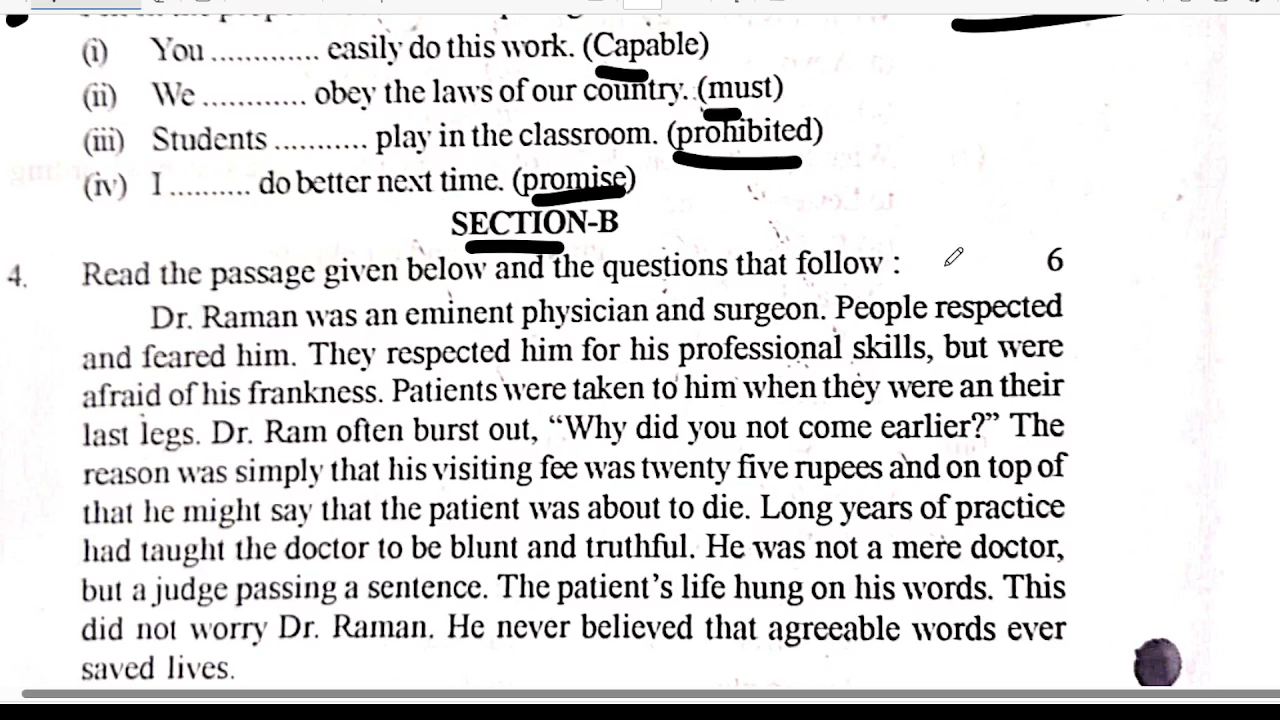 (i) You ............. easily do this work. (Capable)
(ii) We ............ obey the laws of our country. (must)
(iii) Students ........... play in the classroom. (prohibited)
(iv) I .......... do better next time. (promise)
SECTION-B
4. Read the passage given below and the questions that follow : 6
Dr. Raman was an eminent physician and surgeon. People respected
and feared him. They respected him for his professional skills, but were
afraid of his frankness. Patients were taken to him when they were an their
last legs. Dr. Ram often burst out, “Why did you not come earlier?” The
reason was simply that his visiting fee was twenty five rupees and on top of
that he might say that the patient was about to die. Long years of practice
had taught the doctor to be blunt and truthful. He was not a mere doctor,
but a judge passing a sentence. The patient’s life hung on his words. This
did not worry Dr. Raman. He never believed that agreeable words ever
saved lives.